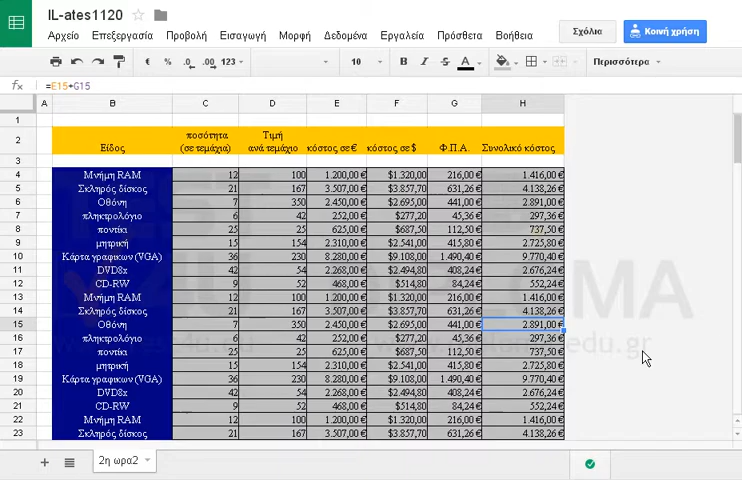 IL-ates1120
Αρχείο Επεξεργασία Προβολή Εισαγωγή Μορφή Δεδομένα Εργαλεία Πρόσθετα Βοήθεια
Σχόλια
Κοινή χρήση
€ % .0 .00 123 10 B I S A Περισσότερα
fx =E15+G15
A B C D E F G H
1
2 Είδος ποσότητα (σε τεμάχια) Τιμή ανά τεμάχιο κόστος σε € κόστος σε $ Φ.Π.Α. Συνολικό κόστος
3
4 Μνήμη RAM 12 100 1.200,00 € $1.320,00 216,00 € 1.416,00 €
5 Σκληρός δίσκος 21 167 3.507,00 € $3.857,70 631,26 € 4.138,26 €
6 Οθόνη 7 350 2.450,00 € $2.695,00 441,00 € 2.891,00 €
7 πληκτρολόγιο 6 42 252,00 € $277,20 45,36 € 297,36 €
8 ποντίκι 25 25 625,00 € $687,50 112,50 € 737,50 €
9 μητρική 15 154 2.310,00 € $2.541,00 415,80 € 2.725,80 €
10 Κάρτα γραφικων (VGA) 36 230 8.280,00 € $9.108,00 1.490,40 € 9.770,40 €
11 DVD8x 42 54 2.268,00 € $2.494,80 408,24 € 2.676,24 €
12 CD-RW 9 52 468,00 € $514,80 84,24 € 552,24 €
13 Μνήμη RAM 12 100 1.200,00 € $1.320,00 216,00 € 1.416,00 €
14 Σκληρός δίσκος 21 167 3.507,00 € $3.857,70 631,26 € 4.138,26 €
15 Οθόνη 7 350 2.450,00 € $2.695,00 441,00 € 2.891,00 €
16 πληκτρολόγιο 6 42 252,00 € $277,20 45,36 € 297,36 €
17 ποντίκι 25 25 625,00 € $687,50 112,50 € 737,50 €
18 μητρική 15 154 2.310,00 € $2.541,00 415,80 € 2.725,80 €
19 Κάρτα γραφικων (VGA) 36 230 8.280,00 € $9.108,00 1.490,40 € 9.770,40 €
20 DVD8x 42 54 2.268,00 € $2.494,80 408,24 € 2.676,24 €
21 CD-RW 9 52 468,00 € $514,80 84,24 € 552,24 €
22 Μνήμη RAM 12 100 1.200,00 € $1.320,00 216,00 € 1.416,00 €
23 Σκληρός δίσκος 21 167 3.507,00 € $3.857,70 631,26 € 4.138,26 €
2η ωρα2